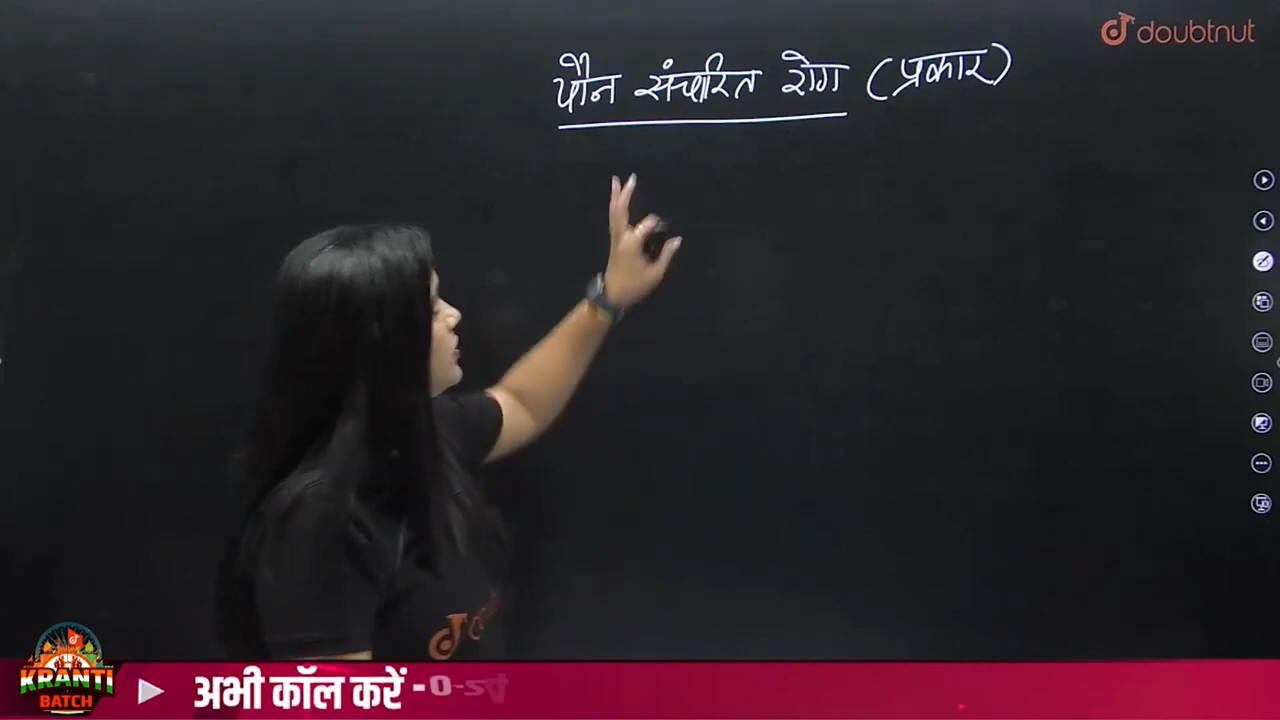 doubtnut
यौन संचारित रोग (प्रकार)
KRANTI
BATCH
अभी कॉल करें -